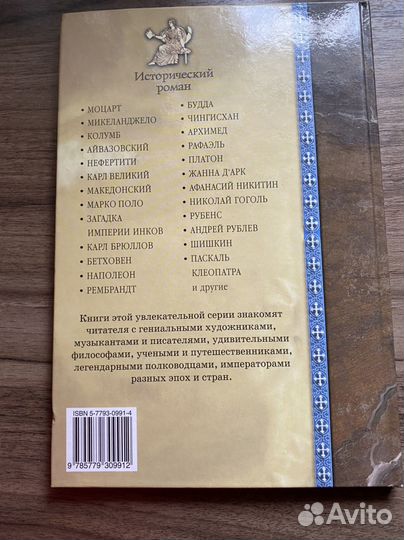 Исторический
роман
• МОЦАРТ
• МИКЕЛАНДЖЕЛО
• КОЛУМБ
• АЙВАЗОВСКИЙ
• НЕФЕРТИТИ
• КАРЛ ВЕЛИКИЙ
• МАКЕДОНСКИЙ
• МАРКО ПОЛО
• ЗАГАДКА
ИМПЕРИИ ИНКОВ
• КАРЛ БРЮЛЛОВ
• БЕТХОВЕН
• НАПОЛЕОН
• РЕМБРАНДТ
• БУДДА
• ЧИНГИСХАН
• АРХИМЕД
• РАФАЭЛЬ
• ПЛАТОН
• ЖАННА Д'АРК
• АФАНАСИЙ НИКИТИН
• НИКОЛАЙ ГОГОЛЬ
• РУБЕНС
• АНДРЕЙ РУБЛЕВ
• ШИШКИН
• ПАСКАЛЬ
КЛЕОПАТРА
и другие
Книги этой увлекательной серии знакомят
читателя с гениальными художниками,
музыкантами и писателями, удивительными
философами, учеными и путешественниками,
легендарными полководцами, императорами
разных эпох и стран.
ISBN 5-7793-0991-4
9 785779 309912
Avito